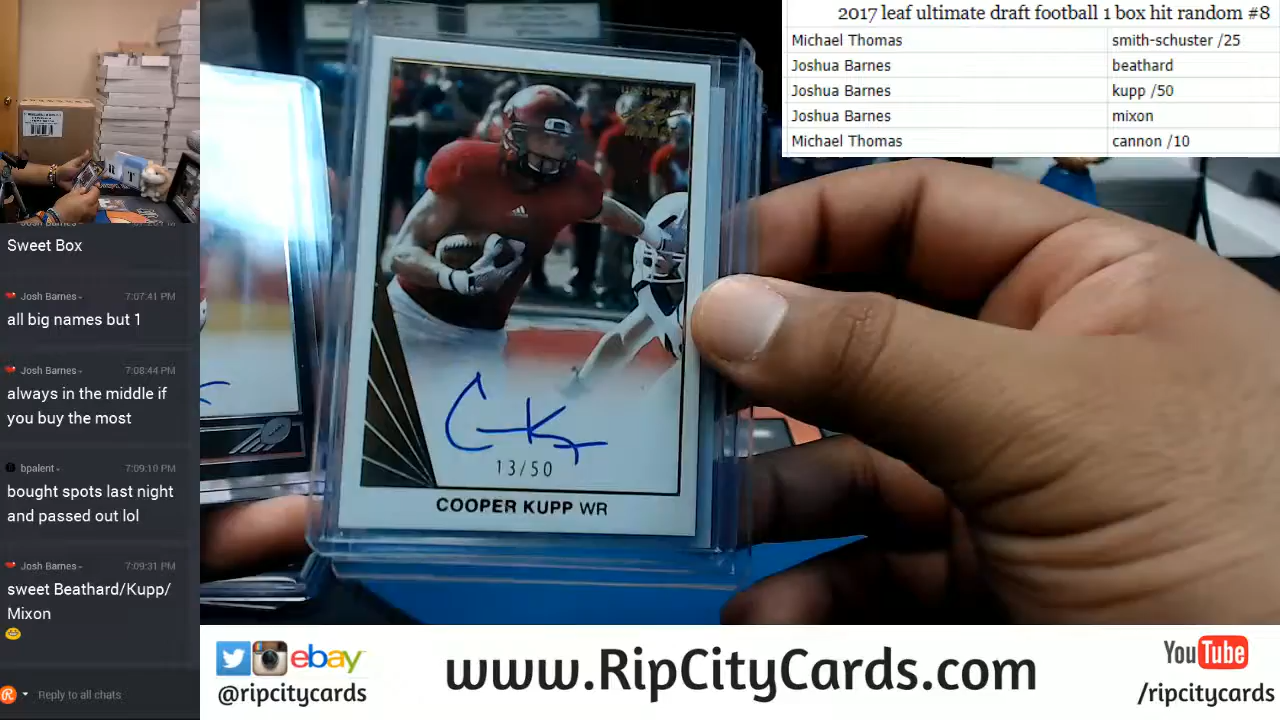 2017 leaf ultimate draft football 1 box hit random #8
Michael Thomas smith-schuster /25
Joshua Barnes beathard
Joshua Barnes kupp /50
Joshua Barnes mixon
Michael Thomas cannon /10
Sweet Box
Josh Barnes 7:07:41 PM
all big names but 1
Josh Barnes 7:08:44 PM
always in the middle if
you buy the most
bpalent 7:09:10 PM
bought spots last night
and passed out lol
Josh Barnes 7:09:31 PM
sweet Beathard/Kupp/
Mixon
Reply to all chats
13/50
COOPER KUPP WR
ebay
@ripcitycards
www.RipCityCards.com
YouTube
/ripcitycards